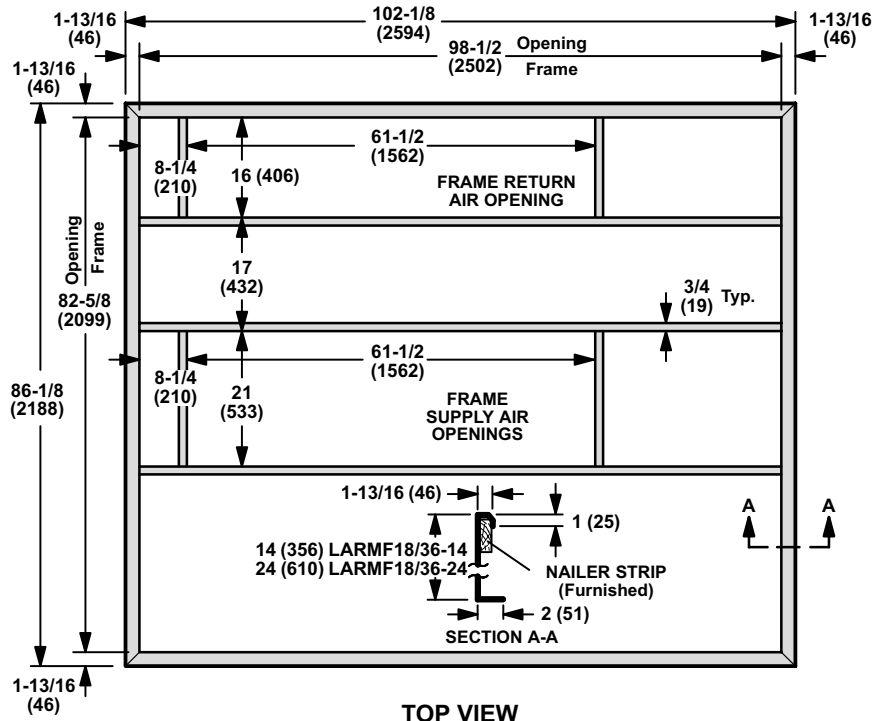 1-13/16
(46)
102-1/8
(2594)
1-13/16
(46)
98-1/2
(2502)
Opening
Frame
1-13/16
(46)
61-1/2
(1562)
8-1/4
(210)
16 (406)
FRAME RETURN
AIR OPENING
Opening
Frame
17
(432)
3/4
(19)
Typ.
82-5/8
(2099)
86-1/8
(2188)
61-1/2
(1562)
8-1/4
(210)
21
(533)
FRAME
SUPPLY AIR
OPENINGS
1-13/16 (46)
1 (25)
A
A
14 (356) LARMF18/36-14
24 (610) LARMF18/36-24
NAILER STRIP
(Furnished)
2 (51)
SECTION A-A
1-13/16
(46)
TOP VIEW